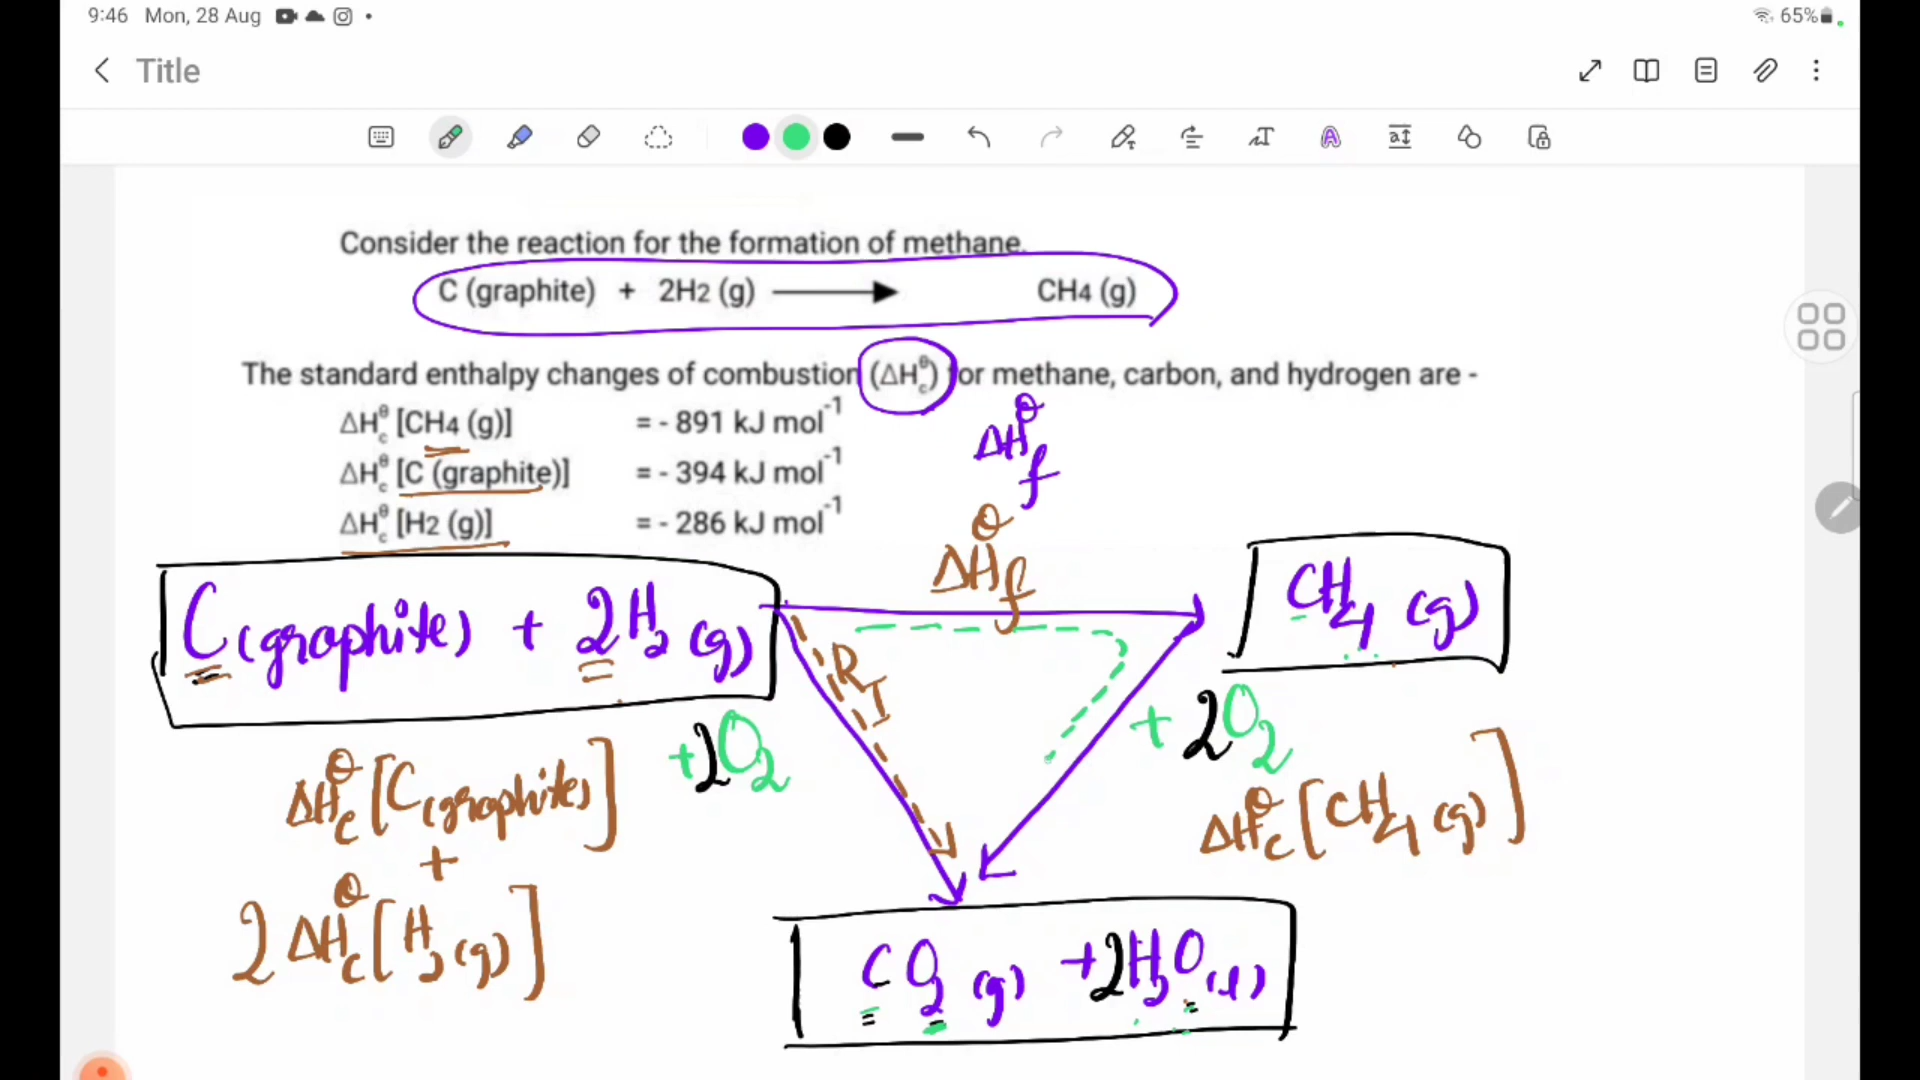 9:46 Mon, 28 Aug
65%
Title
Consider the reaction for the formation of methane.
C (graphite) + 2H2 (g) ⟶ CH4 (g)
The standard enthalpy changes of combustion (ΔH꜀ᶿ) for methane, carbon, and hydrogen are -
ΔH꜀ᶿ [CH4 (g)] = - 891 kJ mol⁻¹
ΔH꜀ᶿ [C (graphite)] = - 394 kJ mol⁻¹
ΔH꜀ᶿ [H2 (g)] = - 286 kJ mol⁻¹
ΔHfᶿ
ΔHfᶿ
C(graphite) + 2H₂ (g)
CH₄ (g)
+2O₂
+ 2O₂
ΔH꜀ᶿ [C(graphite)]
+
2 ΔH꜀ᶿ [H₂ (g)]
ΔH꜀ᶿ [CH₄ (g)]
CO₂ (g) + 2H₂O (l)